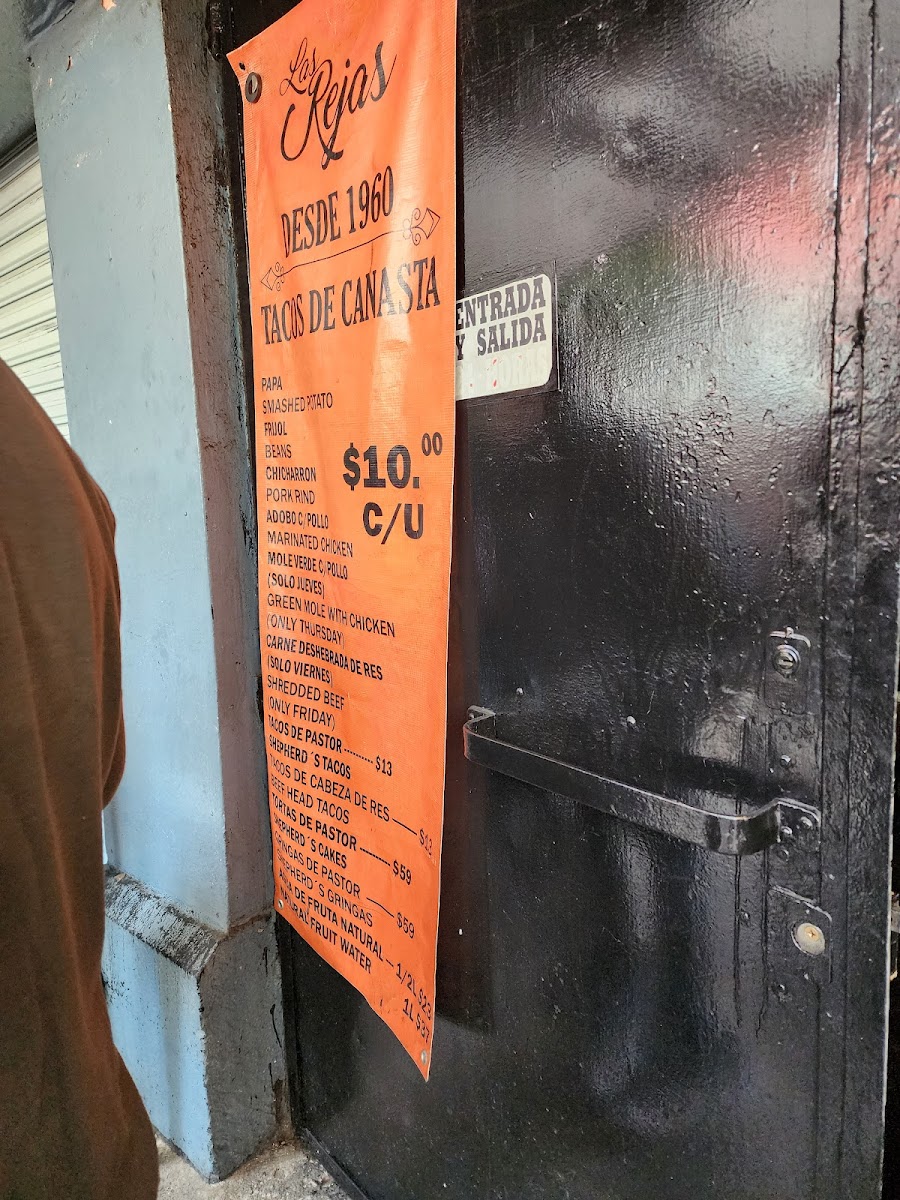 Las
Rejas
DESDE 1960
TACOS DE CANASTA
PAPA
SMASHED POTATO
FRIJOL
BEANS
CHICHARRON
PORK RIND
ADOBO C/POLLO
MARINATED CHICKEN
MOLE VERDE C/POLLO
(SOLO JUEVES)
GREEN MOLE WITH CHICKEN
(ONLY THURSDAY)
CARNE DESHEBRADA DE RES
(SOLO VIERNES)
SHREDDED BEEF
(ONLY FRIDAY)
$10.00
C/U
TACOS DE PASTOR --------- $13
SHEPHERD´S TACOS
TACOS DE CABEZA DE RES —— $13
BEEF HEAD TACOS
TORTAS DE PASTOR --------- $59
SHEPHERD´S CAKES
GRINGAS DE PASTOR —— $59
SHEPHERD´S GRINGAS
AGUA DE FRUTA NATURAL — 1/2L $23
NATURAL FRUIT WATER 1L $37
ENTRADA
Y SALIDA